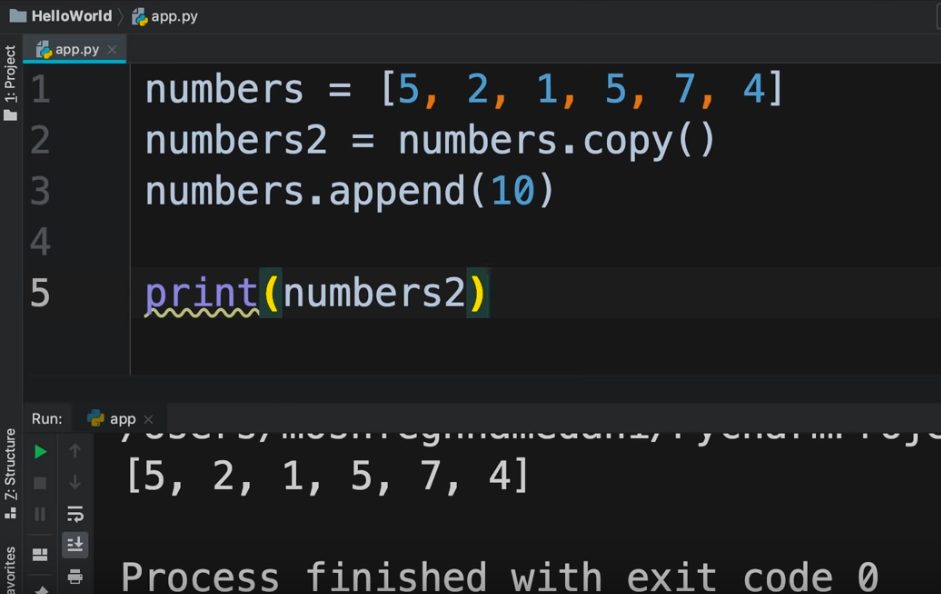 HelloWorld app.py
app.py
1: Project
1 numbers = [5, 2, 1, 5, 7, 4]
2 numbers2 = numbers.copy()
3 numbers.append(10)
4
5 print(numbers2)
Run: app
[5, 2, 1, 5, 7, 4]
Process finished with exit code 0
Z: Structure